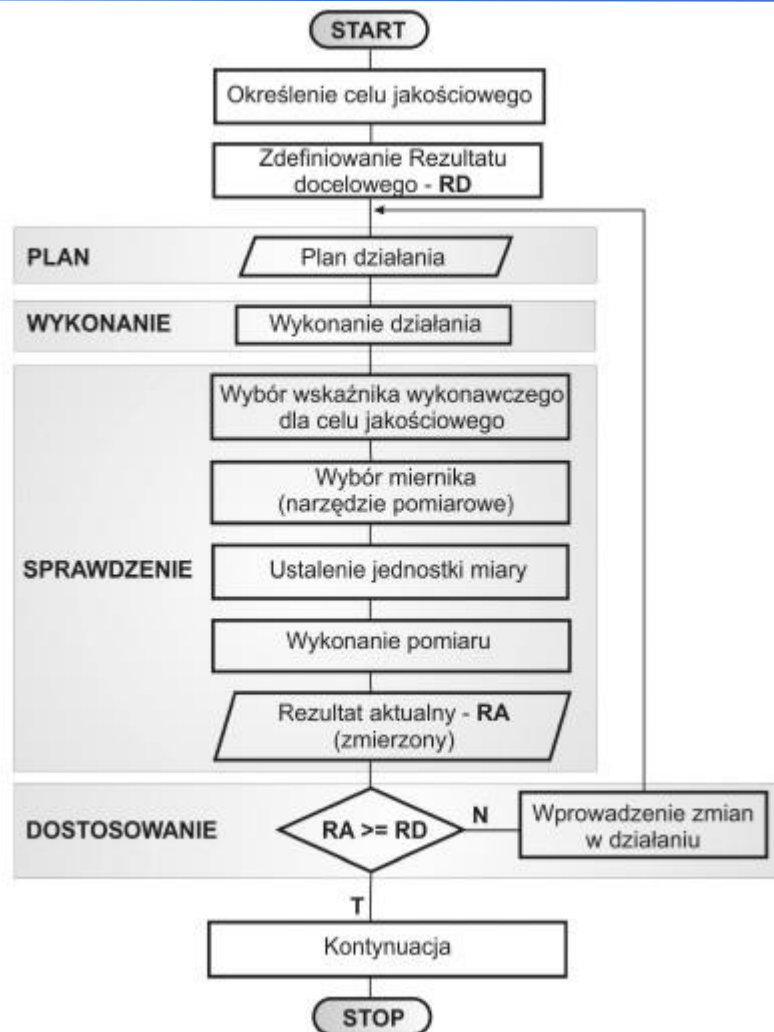 START
Określenie celu jakościowego
Zdefiniowanie Rezultatu
docelowego - RD
PLAN
Plan działania
WYKONANIE
Wykonanie działania
SPRAWDZENIE
Wybór wskaźnika wykonawczego
dla celu jakościowego
Wybór miernika
(narzędzie pomiarowe)
Ustalenie jednostki miary
Wykonanie pomiaru
Rezultat aktualny - RA
(zmierzony)
DOSTOSOWANIE
RA >= RD
N
Wprowadzenie zmian
w działaniu
T
Kontynuacja
STOP